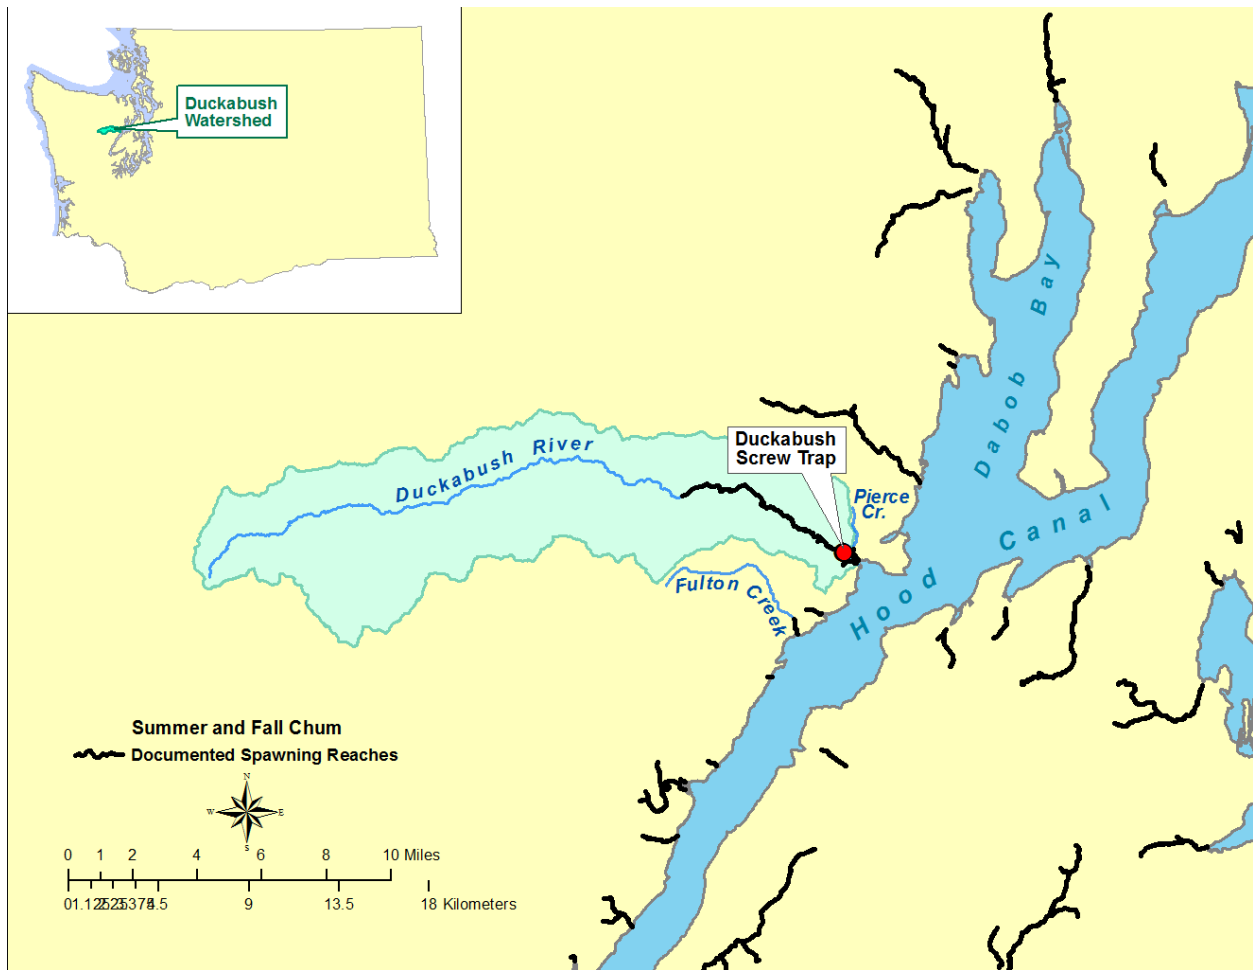 Duckabush
Watershed
Dabob Bay
Duckabush
Screw Trap
Duckabush River
Pierce
Cr.
Hood Canal
Fulton Creek
Summer and Fall Chum
Documented Spawning Reaches
N
W
E
S
0 1 2 4 6 8 10 Miles
9 13.5 18 Kilometers